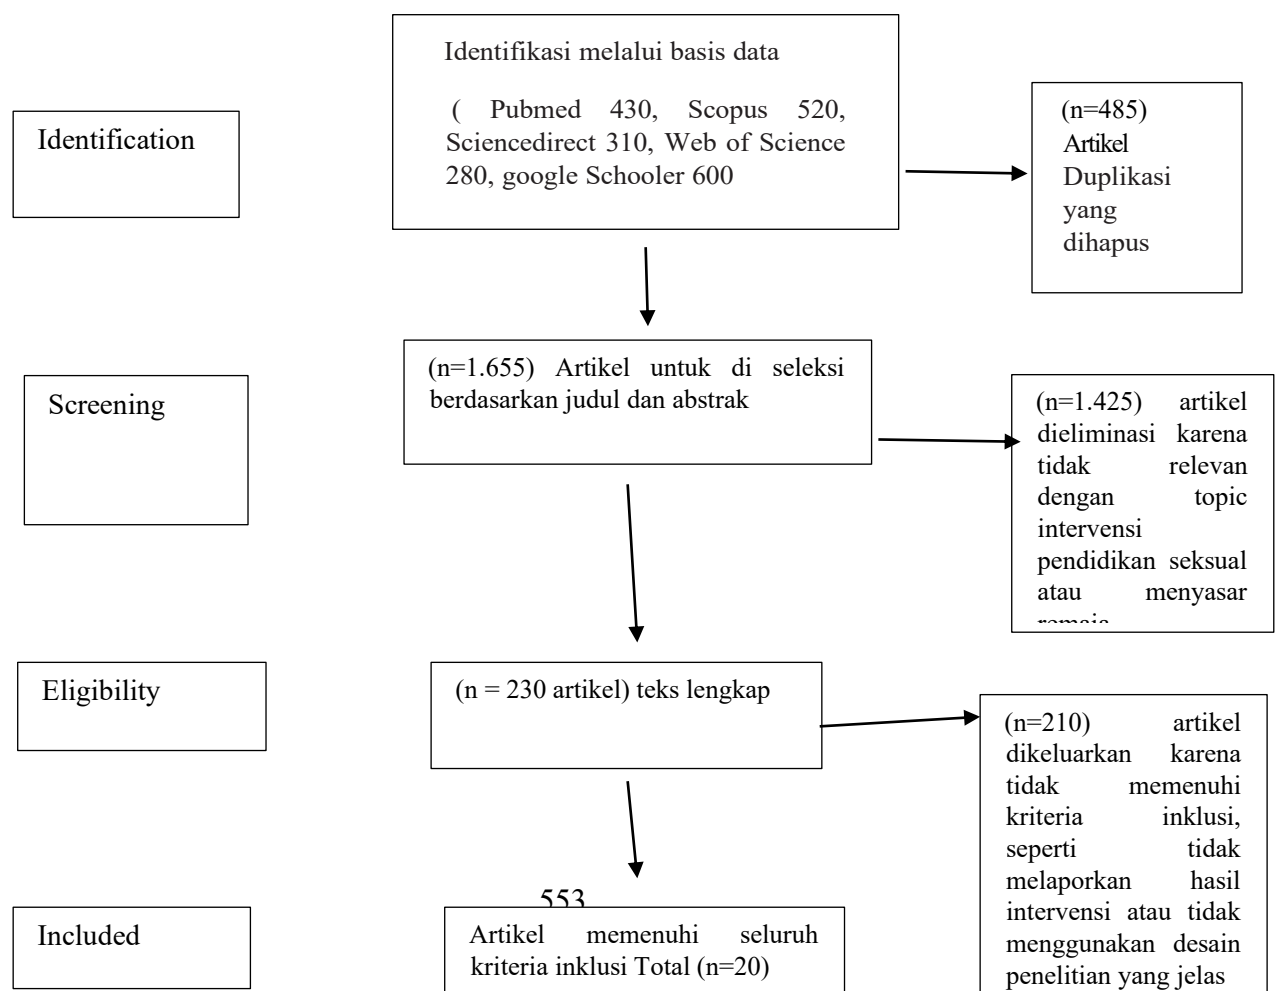 Identification
Identifikasi melalui basis data
( Pubmed 430, Scopus 520,
Sciencedirect 310, Web of Science
280, google Schooler 600
(n=485)
Artikel
Duplikasi
yang
dihapus
Screening
(n=1.655) Artikel untuk di seleksi
berdasarkan judul dan abstrak
(n=1.425) artikel
dieliminasi karena
tidak relevan
dengan topic
intervensi
pendidikan seksual
atau menyasar
remaja
Eligibility
(n = 230 artikel) teks lengkap
(n=210) artikel
dikeluarkan karena
tidak memenuhi
kriteria inklusi,
seperti tidak
melaporkan hasil
intervensi atau tidak
menggunakan desain
penelitian yang jelas
553
Included
Artikel memenuhi seluruh
kriteria inklusi Total (n=20)